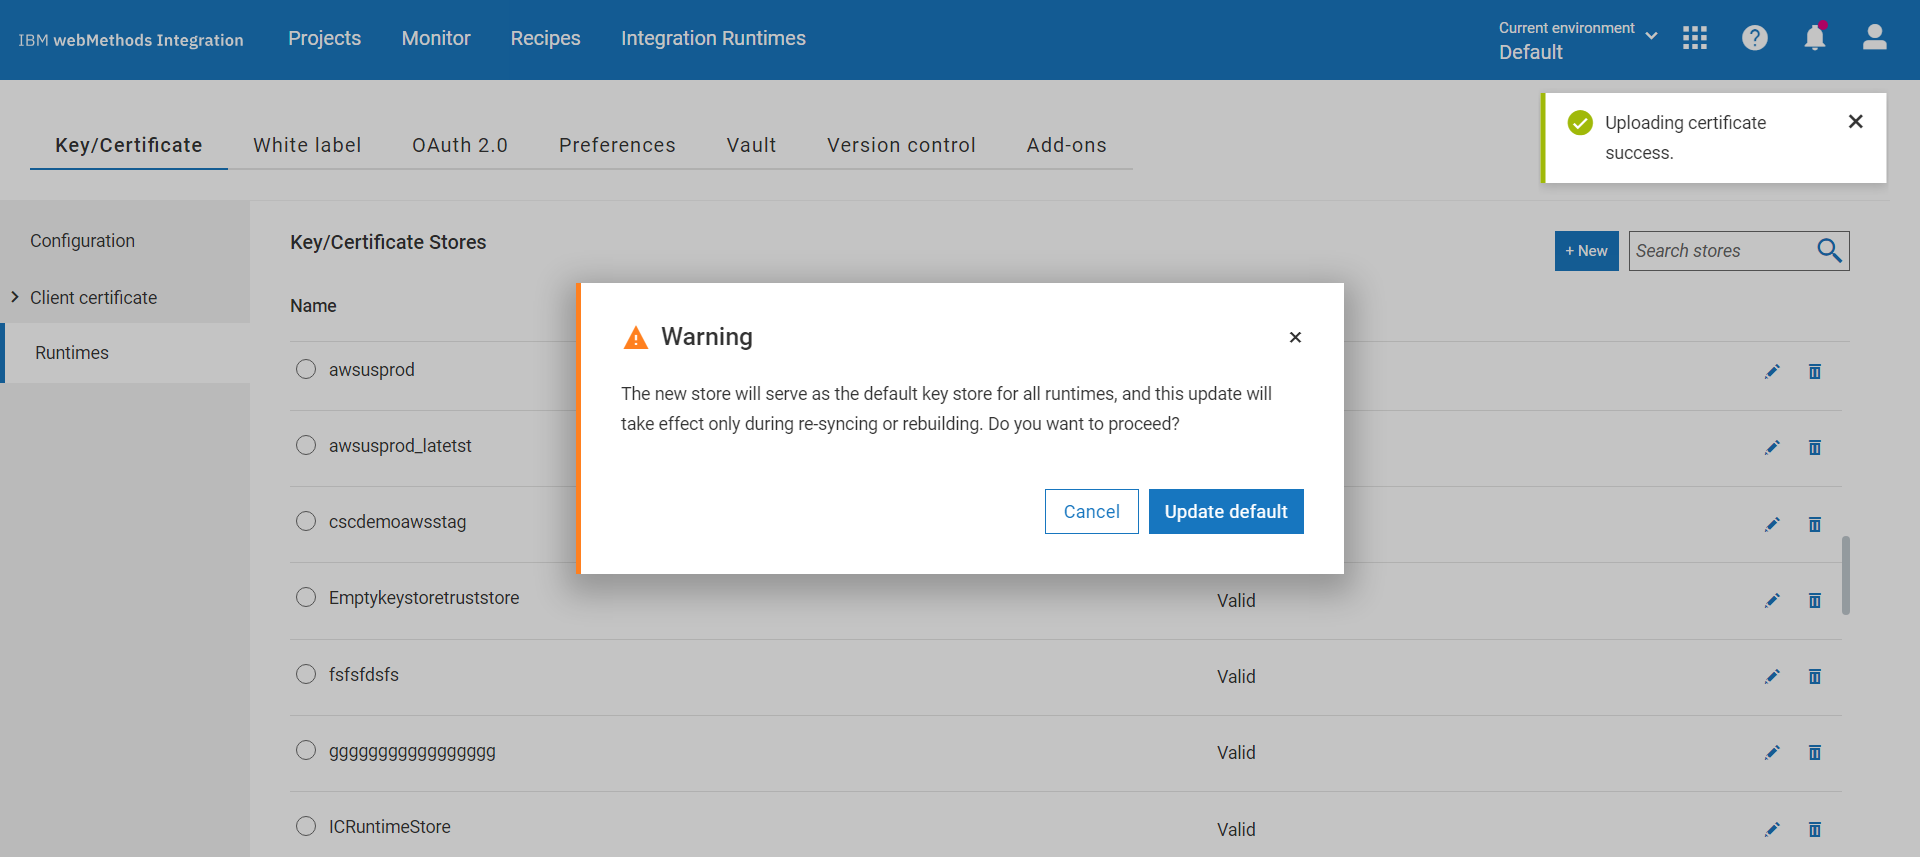 IBM webMethods Integration
Projects
Monitor
Recipes
Integration Runtimes
Current environment
Default
Key/Certificate
White label
OAuth 2.0
Preferences
Vault
Version control
Add-ons
Uploading certificate
success.
Configuration
Client certificate
Runtimes
Key/Certificate Stores
+ New
Search stores
Name
Warning
The new store will serve as the default key store for all runtimes, and this update will
take effect only during re-syncing or rebuilding. Do you want to proceed?
Cancel
Update default
awsusprod
awsusprod_latetst
cscdemoawsstag
Emptykeystoretruststore
Valid
fsfsfdsfs
Valid
ggggggggggggggggg
Valid
ICRuntimeStore
Valid